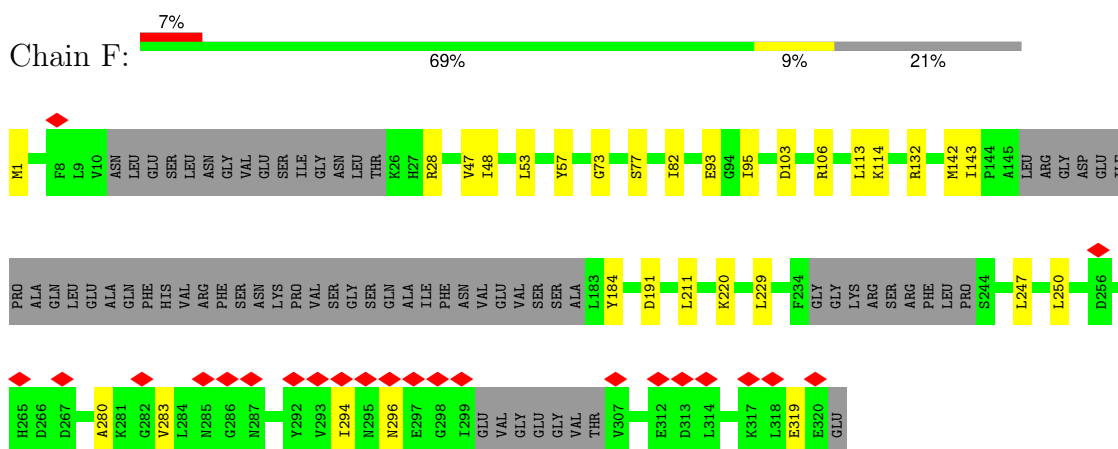 7%
Chain F:
69% 9% 21%
M1 F8 L9 V10 ASN LEU GLU SER LEU ASN GLY VAL GLU SER ILE GLY ASN LEU THR K26 H27 R28 V47 I48 L53 Y57 G73 S77 I82 E93 G94 I95 D103 R106 L113 K114 R132 M142 I143 P144 A145 LEU ARG GLY ASP GLU ILE
PRO ALA GLN LEU GLU ALA GLN PHE HIS VAL ARG PHE SER ASN LYS PRO VAL SER GLY SER GLN ALA ILE PHE ASN VAL GLU VAL SER SER ALA L183 Y184 D191 L211 K220 L229 F234 GLY GLY LYS ARG SER ARG PHE LEU PRO S244 L247 L250 D256
H265 D266 D267 A280 K281 G282 V283 L284 N285 G286 N287 Y292 V293 I294 N295 N296 E297 G298 I299 GLU VAL GLY GLU GLY VAL THR V307 E312 D313 L314 K317 L318 E319 E320 GLU